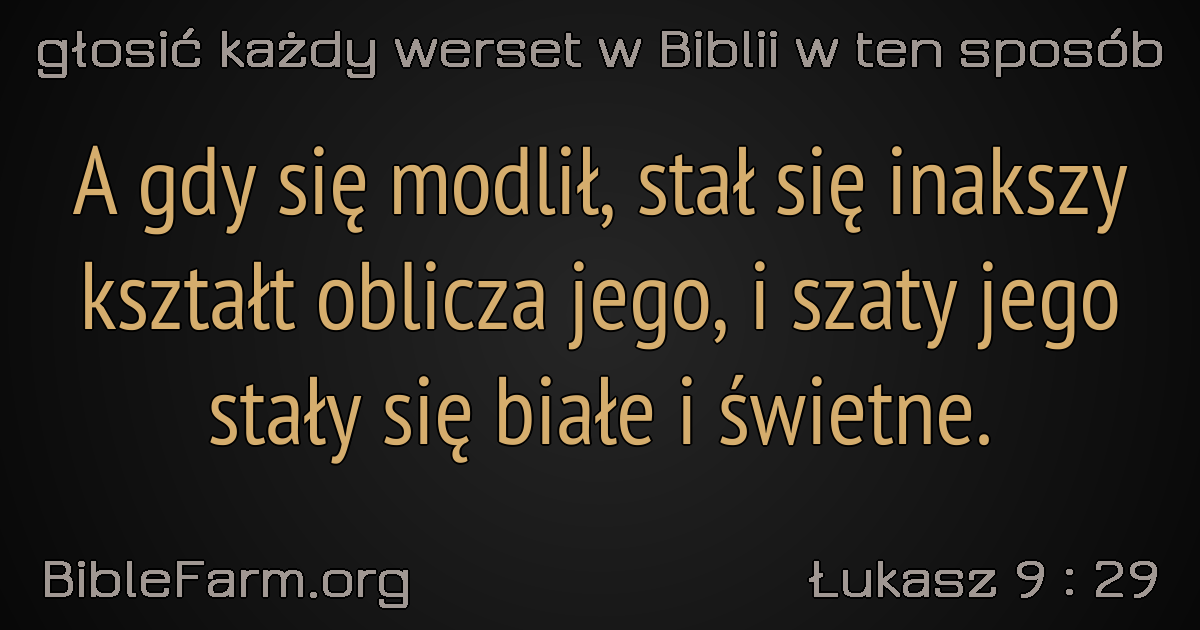 głosić każdy werset w Biblii w ten sposób
A gdy się modlił, stał się inakszy
kształt oblicza jego, i szaty jego
stały się białe i świetne.
BibleFarm.org
Łukasz 9 : 29